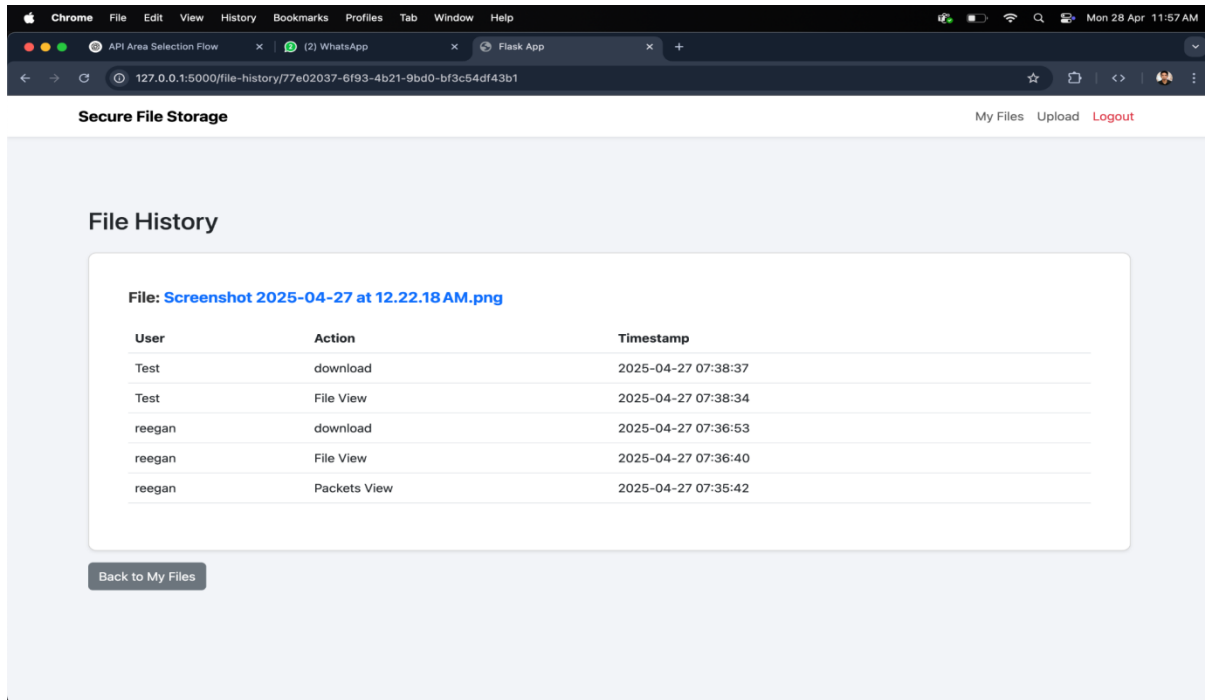 Chrome File Edit View History Bookmarks Profiles Tab Window Help Mon 28 Apr 11:57 AM
API Area Selection Flow (2) WhatsApp Flask App
127.0.0.1:5000/file-history/77e02037-6f93-4b21-9bd0-bf3c54df43b1
Secure File Storage My Files Upload Logout
File History
File: Screenshot 2025-04-27 at 12.22.18 AM.png
User Action Timestamp
Test download 2025-04-27 07:38:37
Test File View 2025-04-27 07:38:34
reegan download 2025-04-27 07:36:53
reegan File View 2025-04-27 07:36:40
reegan Packets View 2025-04-27 07:35:42
Back to My Files